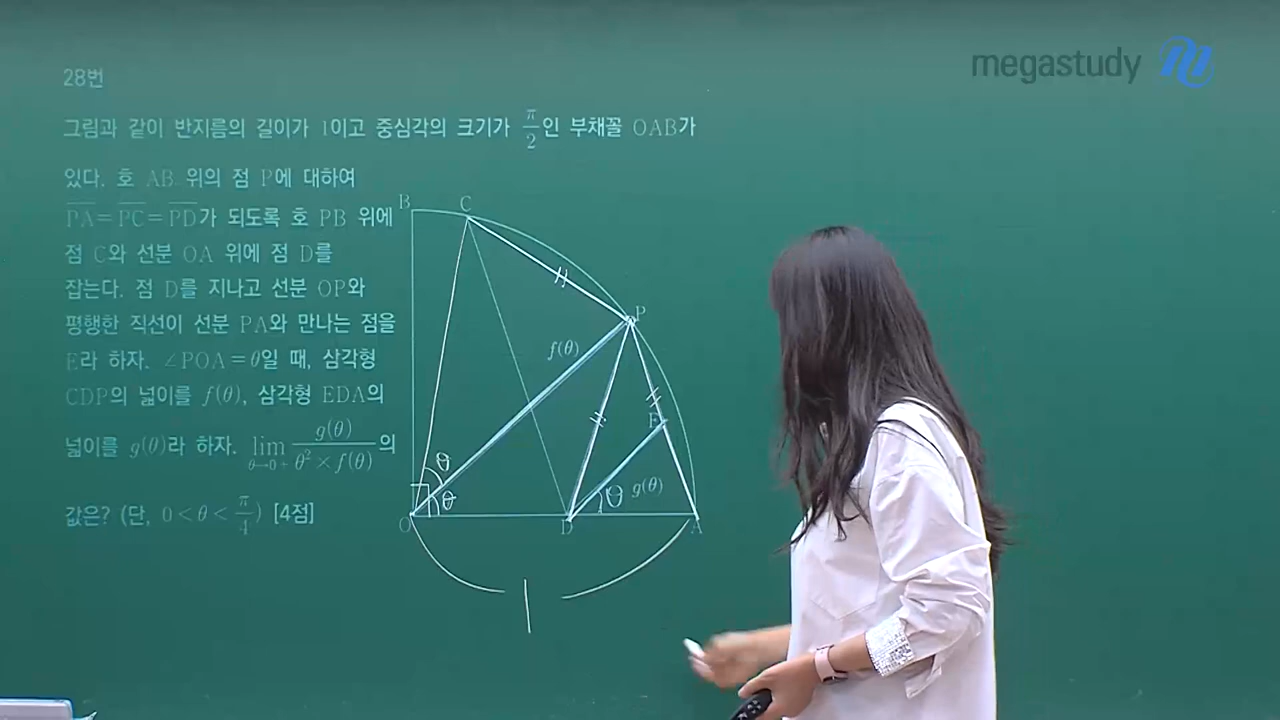 megastudy
28번
그림과 같이 반지름의 길이가 1이고 중심각의 크기가 π/2인 부채꼴 OAB가
있다. 호 AB 위의 점 P에 대하여
PA=PC=PD가 되도록 호 PB 위에
점 C와 선분 OA 위에 점 D를
잡는다. 점 D를 지나고 선분 OP와
평행한 직선이 선분 PA와 만나는 점을
E라 하자. ∠POA=θ일 때, 삼각형
CDP의 넓이를 f(θ), 삼각형 EDA의
넓이를 g(θ)라 하자. lim θ→0+ g(θ)/θ²×f(θ)의
값은? (단, 0<θ<π/4) [4점]
B C
P
f(θ)
E
θ
θ θ g(θ)
O D A
1